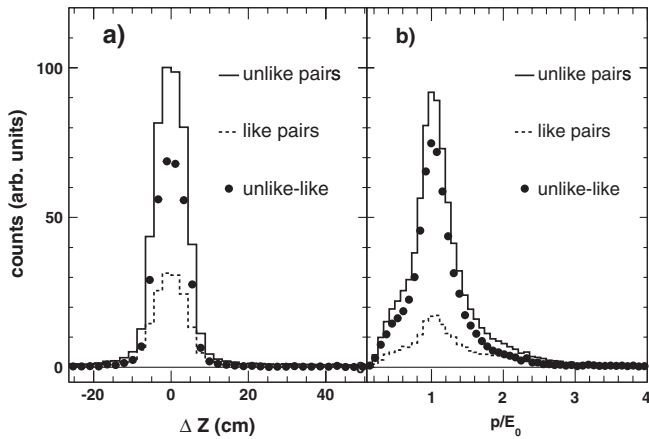 a)
b)
unlike pairs
like pairs
unlike-like
unlike pairs
like pairs
unlike-like
counts (arb. units)
100
50
0
-20
0
20
40
0
1
2
3
4
Δ Z (cm)
p/E0